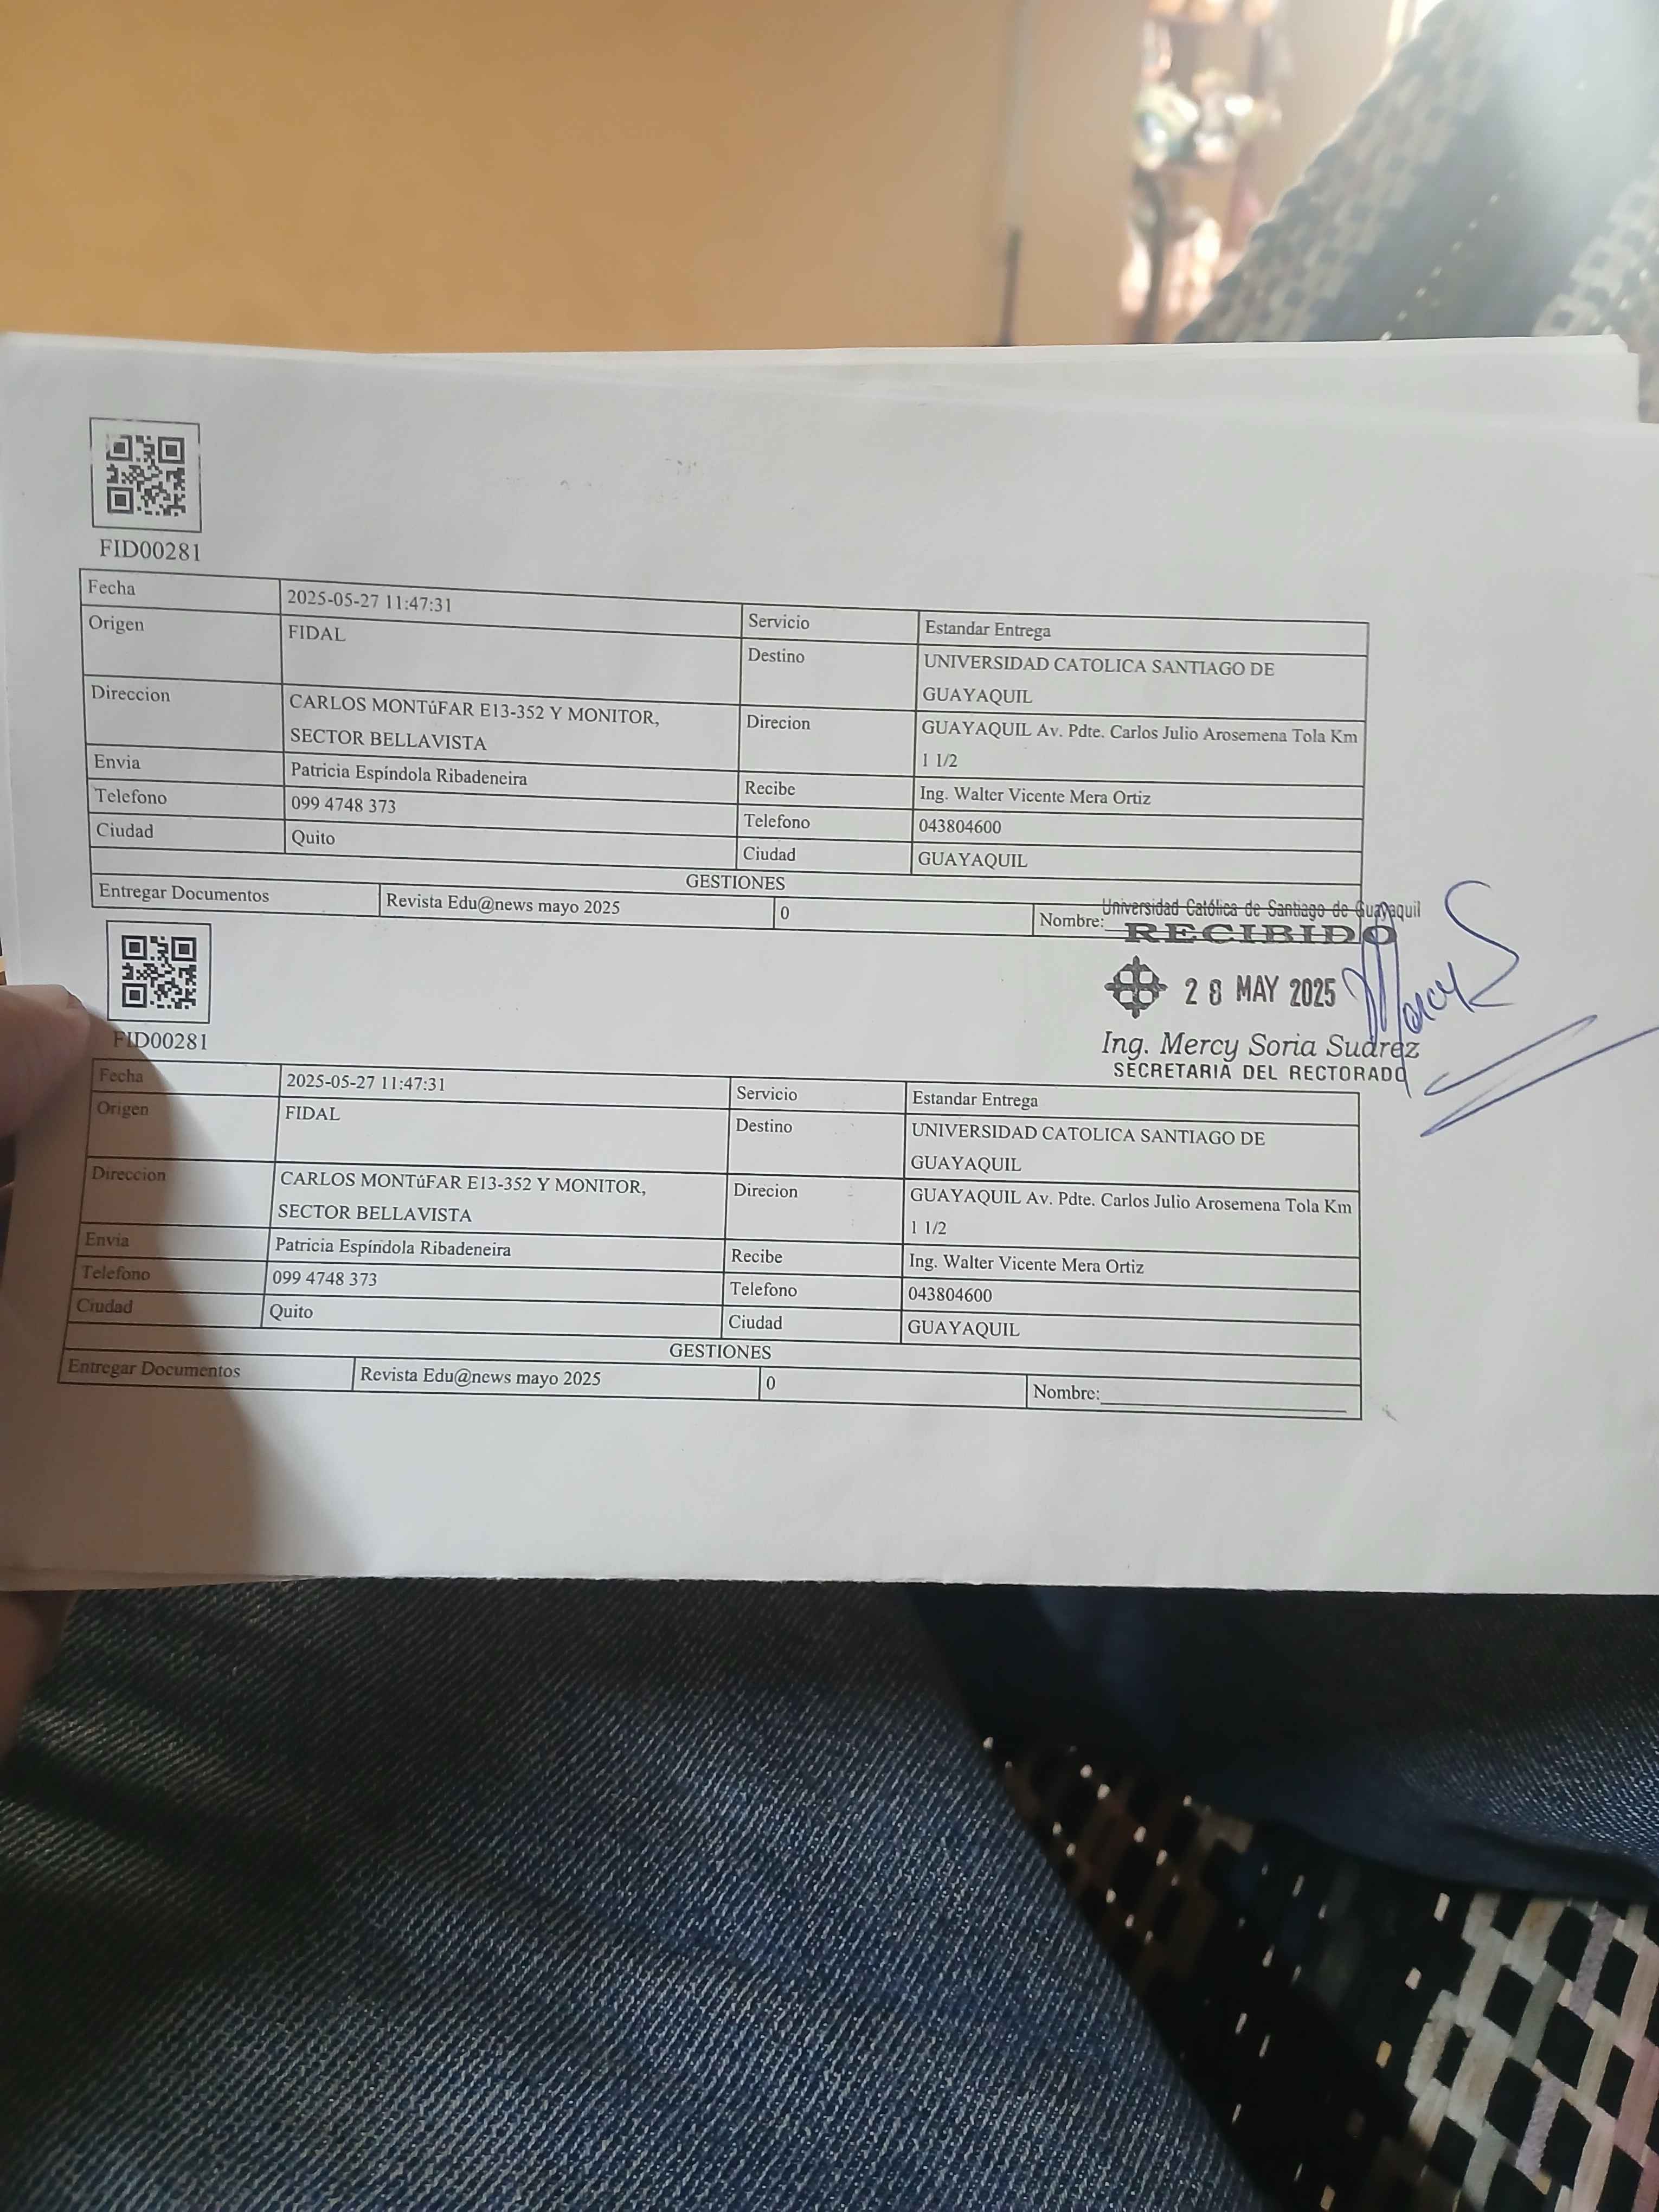 FID00281
Fecha 2025-05-27 11:47:31 Servicio Estandar Entrega
Origen FIDAL Destino UNIVERSIDAD CATOLICA SANTIAGO DE
GUAYAQUIL
Direccion CARLOS MONTúFAR E13-352 Y MONITOR, Direcion GUAYAQUIL Av. Pdte. Carlos Julio Arosemena Tola Km
SECTOR BELLAVISTA 1 1/2
Envia Patricia Espíndola Ribadeneira Recibe Ing. Walter Vicente Mera Ortiz
Telefono 099 4748 373 Telefono 043804600
Ciudad Quito Ciudad GUAYAQUIL
GESTIONES
Entregar Documentos Revista Edu@news mayo 2025 0 Nombre:
Universidad Católica de Santiago de Guayaquil
RECIBIDO
28 MAY 2025
Mercy S
Ing. Mercy Soria Suárez
SECRETARIA DEL RECTORADO
FID00281
Fecha 2025-05-27 11:47:31 Servicio Estandar Entrega
Origen FIDAL Destino UNIVERSIDAD CATOLICA SANTIAGO DE
GUAYAQUIL
Direccion CARLOS MONTúFAR E13-352 Y MONITOR, Direcion GUAYAQUIL Av. Pdte. Carlos Julio Arosemena Tola Km
SECTOR BELLAVISTA 1 1/2
Envia Patricia Espíndola Ribadeneira Recibe Ing. Walter Vicente Mera Ortiz
Telefono 099 4748 373 Telefono 043804600
Ciudad Quito Ciudad GUAYAQUIL
GESTIONES
Entregar Documentos Revista Edu@news mayo 2025 0 Nombre: